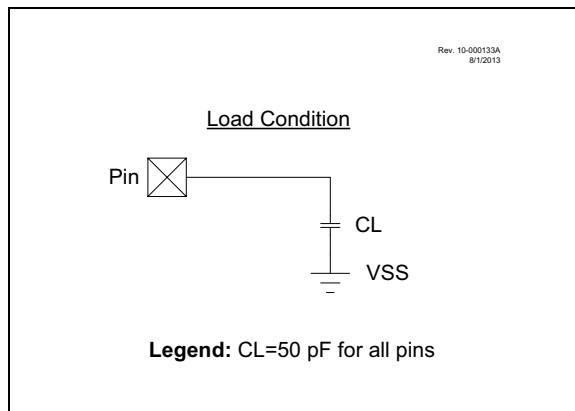 Rev. 10-000133A
8/1/2013
Load Condition
Pin
CL
VSS
Legend: CL=50 pF for all pins